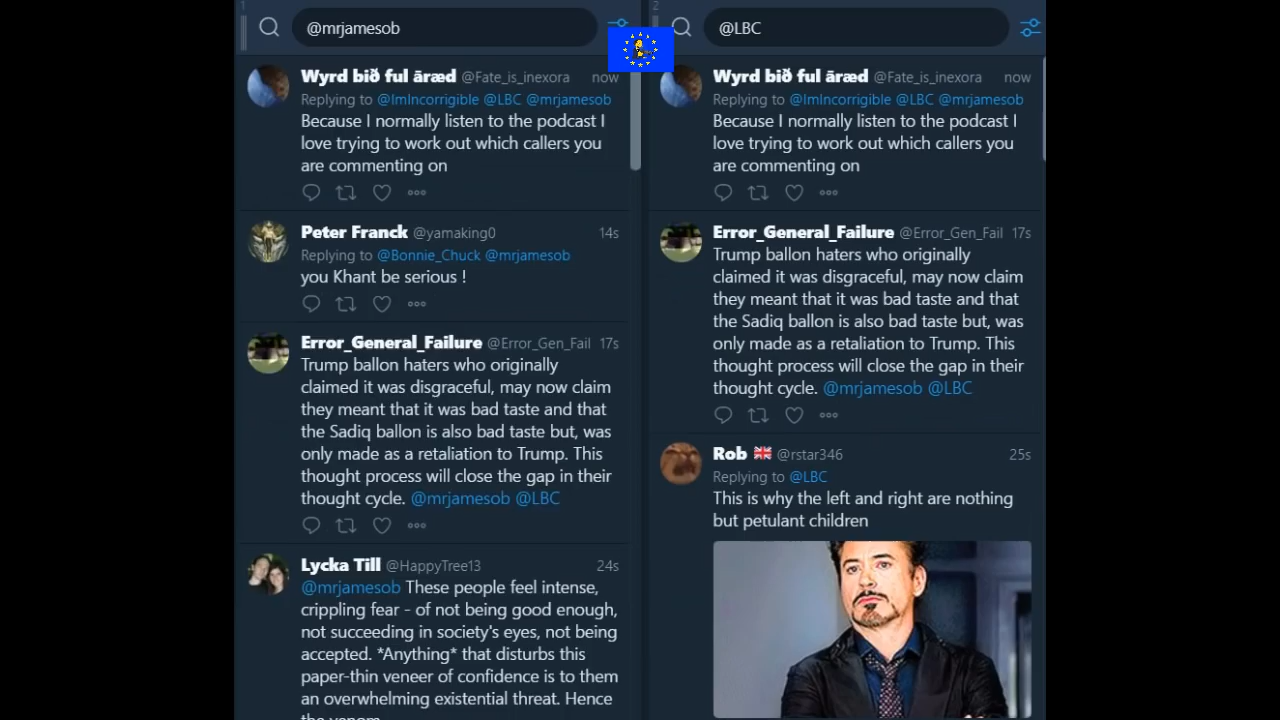 1
@mrjamesob
Wyrd bið ful āræd @Fate_is_inexora now
Replying to @ImIncorrigible @LBC @mrjamesob
Because I normally listen to the podcast I
love trying to work out which callers you
are commenting on
Peter Franck @yamaking0 14s
Replying to @Bonnie_Chuck @mrjamesob
you Khant be serious !
Error_General_Failure @Error_Gen_Fail 17s
Trump ballon haters who originally
claimed it was disgraceful, may now claim
they meant that it was bad taste and that
the Sadiq ballon is also bad taste but, was
only made as a retaliation to Trump. This
thought process will close the gap in their
thought cycle. @mrjamesob @LBC
Lycka Till @HappyTree13 24s
@mrjamesob These people feel intense,
crippling fear - of not being good enough,
not succeeding in society's eyes, not being
accepted. *Anything* that disturbs this
paper-thin veneer of confidence is to them
an overwhelming existential threat. Hence
the venom
2
@LBC
Wyrd bið ful āræd @Fate_is_inexora now
Replying to @ImIncorrigible @LBC @mrjamesob
Because I normally listen to the podcast I
love trying to work out which callers you
are commenting on
Error_General_Failure @Error_Gen_Fail 17s
Trump ballon haters who originally
claimed it was disgraceful, may now claim
they meant that it was bad taste and that
the Sadiq ballon is also bad taste but, was
only made as a retaliation to Trump. This
thought process will close the gap in their
thought cycle. @mrjamesob @LBC
Rob @rstar346 25s
Replying to @LBC
This is why the left and right are nothing
but petulant children